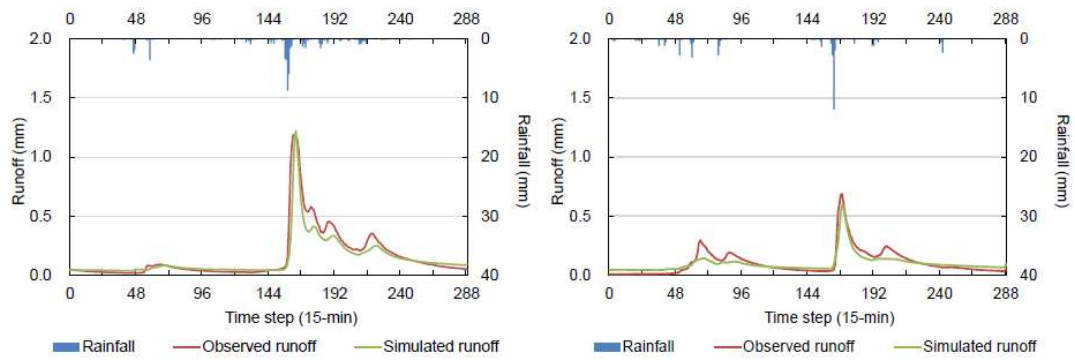 0 48 96 144 192 240 288
2.0 1.5 1.0 0.5 0.0
Runoff (mm)
0 10 20 30 40
Rainfall (mm)
0 48 96 144 192 240 288
Time step (15-min)
Rainfall Observed runoff Simulated runoff
0 48 96 144 192 240 288
2.0 1.5 1.0 0.5 0.0
Runoff (mm)
0 10 20 30 40
Rainfall (mm)
0 48 96 144 192 240 288
Time step (15-min)
Rainfall Observed runoff Simulated runoff